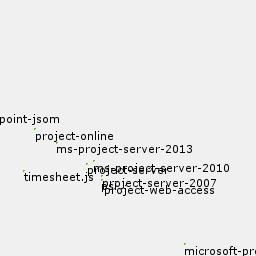 point-jsom
project-online
ms-project-server-2013
ms-project-server-2010
project-server
timesheet.js
project-server-2007
project-web-access
microsoft-pro